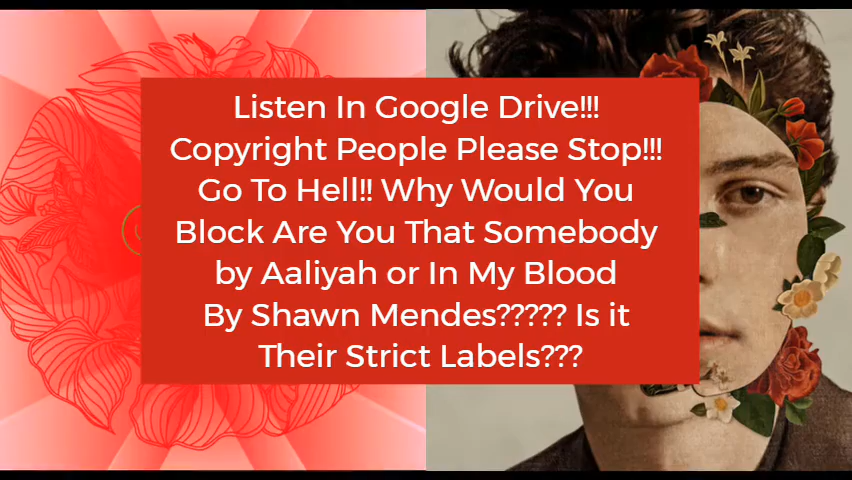 Listen In Google Drive!!!
Copyright People Please Stop!!!
Go To Hell!! Why Would You
Block Are You That Somebody
by Aaliyah or In My Blood
By Shawn Mendes????? Is it
Their Strict Labels???